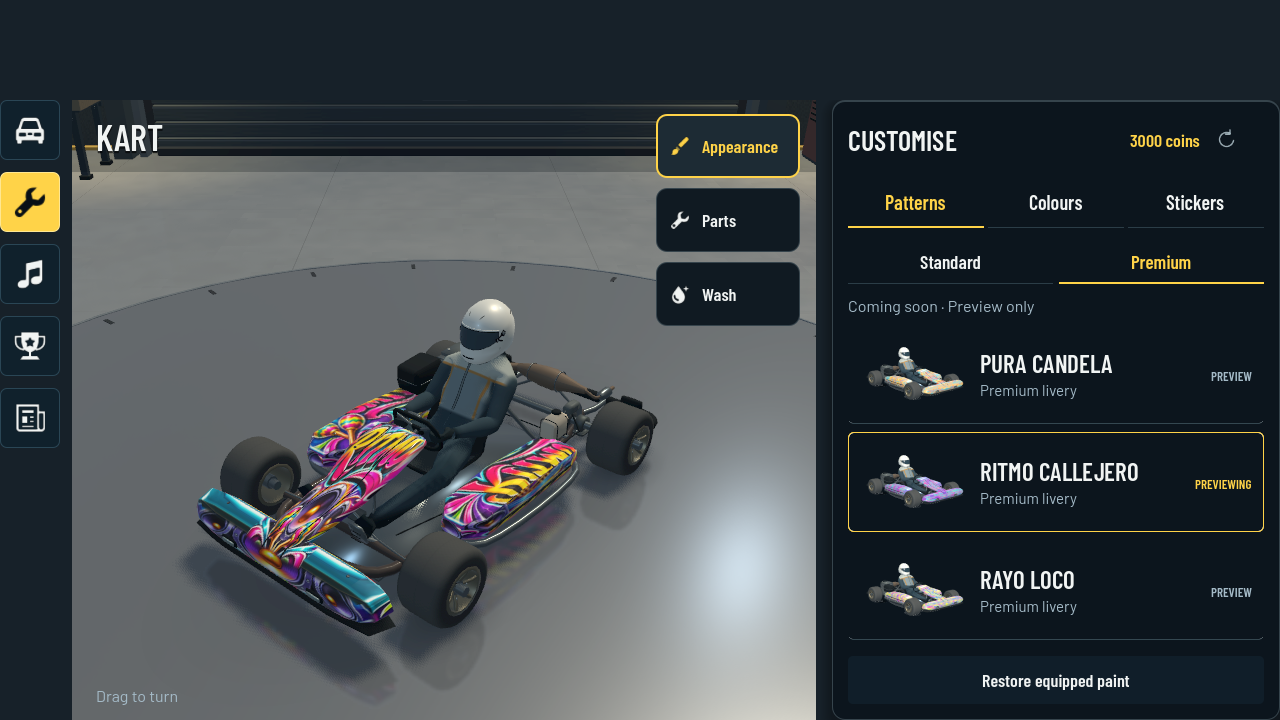 KART
Appearance
Parts
Wash
Drag to turn
CUSTOMISE
3000 coins
Patterns
Colours
Stickers
Standard
Premium
Coming soon · Preview only
PURA CANDELA
Premium livery
PREVIEW
RITMO CALLEJERO
Premium livery
PREVIEWING
RAYO LOCO
Premium livery
PREVIEW
Restore equipped paint